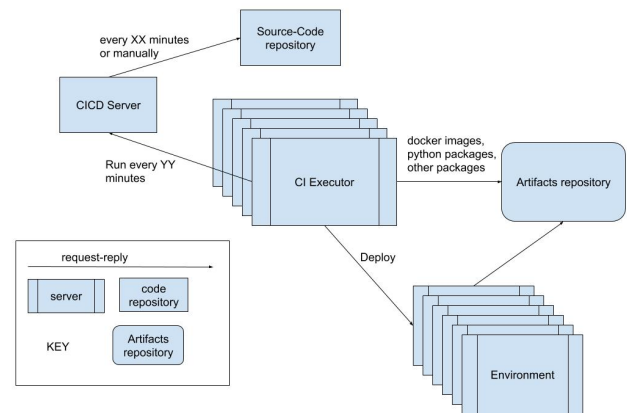 every XX minutes
or manually
Source-Code
repository
CICD Server
Run every YY
minutes
CI Executor
docker images,
python packages,
other packages
Artifacts repository
Deploy
Environment
request-reply
server
code
repository
KEY
Artifacts
repository